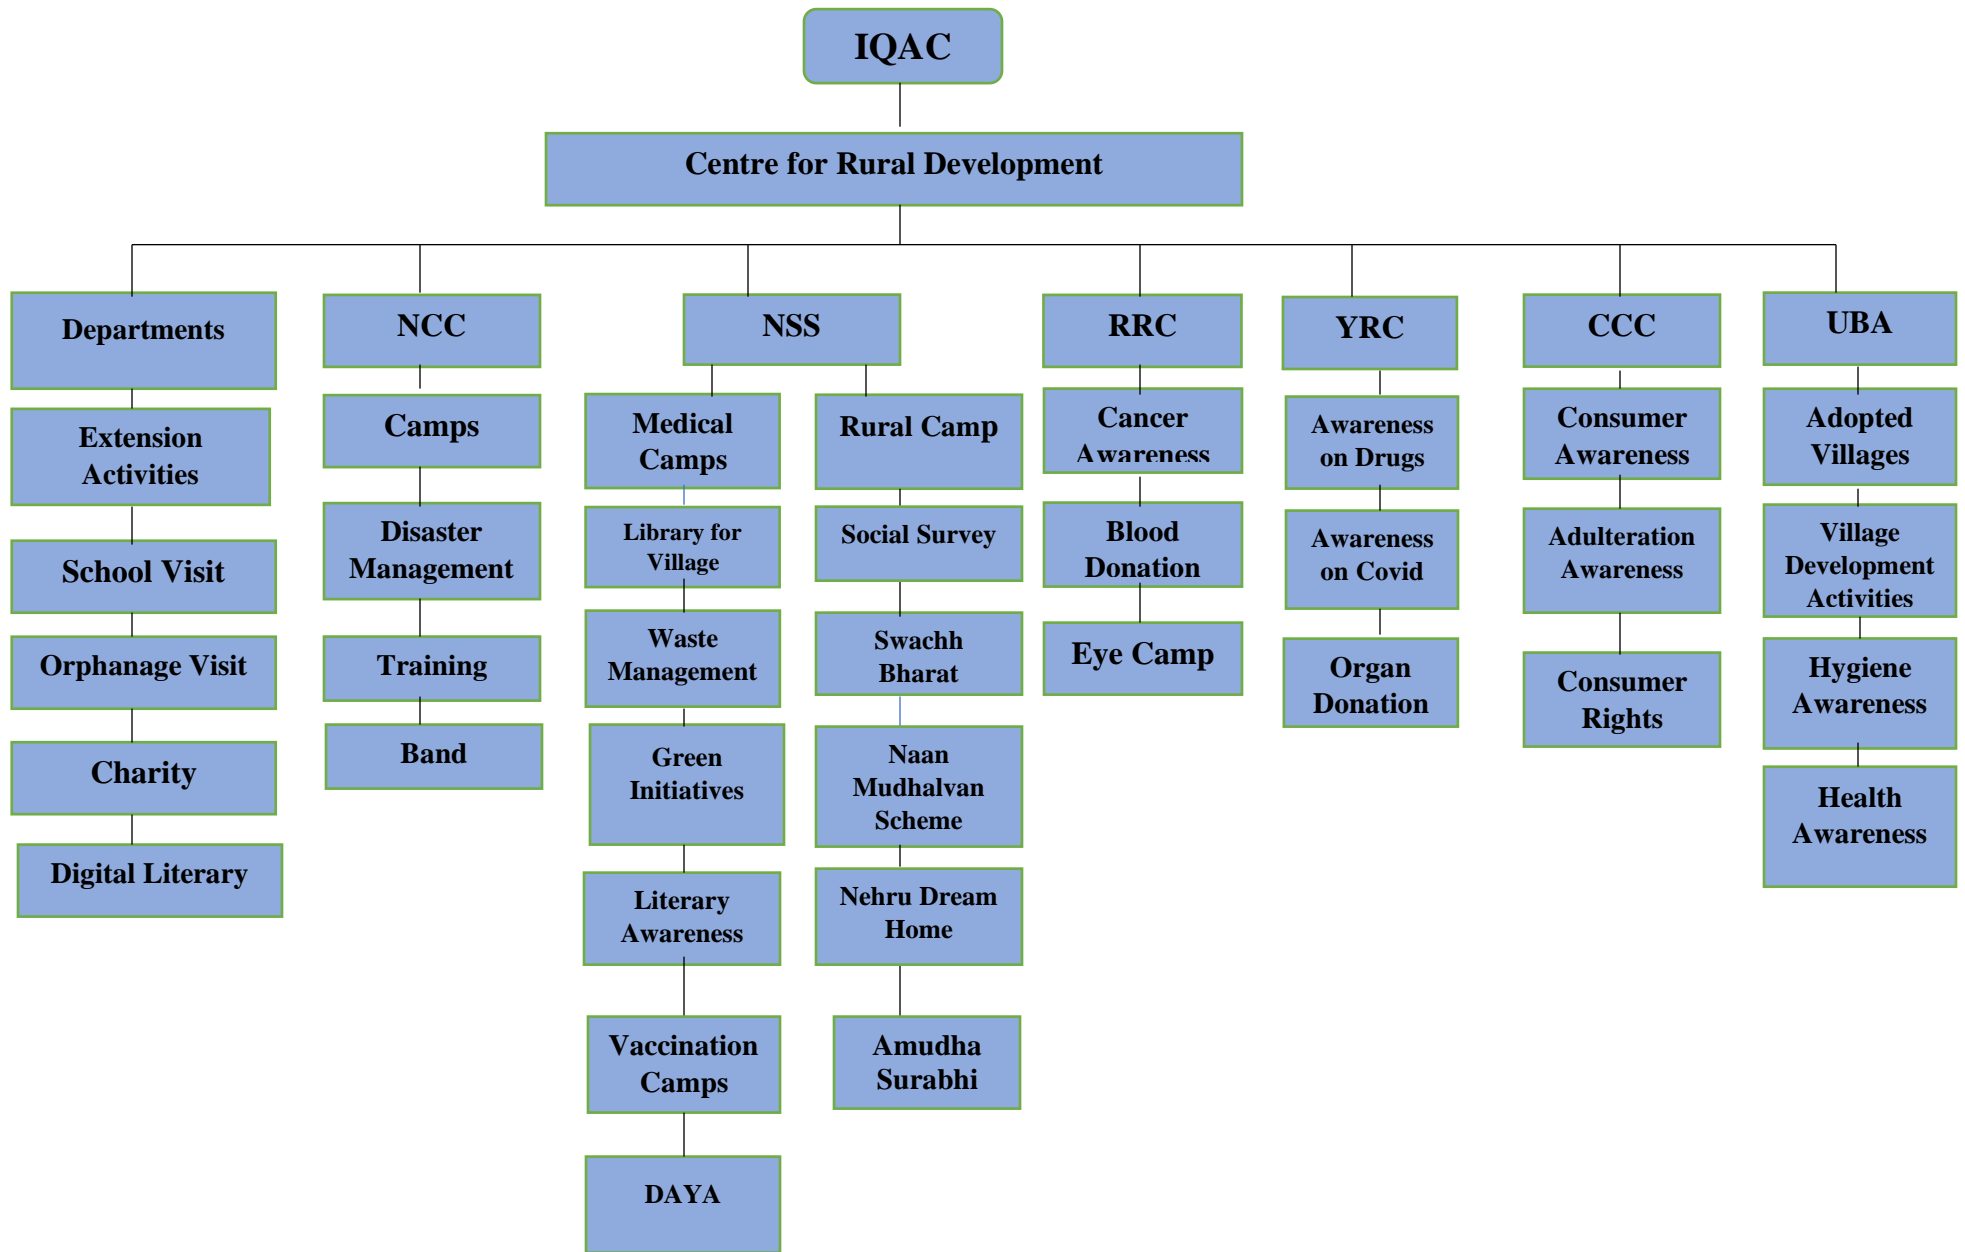 IQAC
Centre for Rural Development
Departments
NCC
NSS
RRC
YRC
CCC
UBA
Extension
Activities
School Visit
Orphanage Visit
Charity
Digital Literary
Camps
Disaster
Management
Training
Band
Medical
Camps
Library for
Village
Waste
Management
Green
Initiatives
Literary
Awareness
Vaccination
Camps
DAYA
Rural Camp
Social Survey
Swachh
Bharat
Naan
Mudhalvan
Scheme
Nehru Dream
Home
Amudha
Surabhi
Cancer
Awareness
Blood
Donation
Eye Camp
Awareness
on Drugs
Awareness
on Covid
Organ
Donation
Consumer
Awareness
Adulteration
Awareness
Consumer
Rights
Adopted
Villages
Village
Development
Activities
Hygiene
Awareness
Health
Awareness